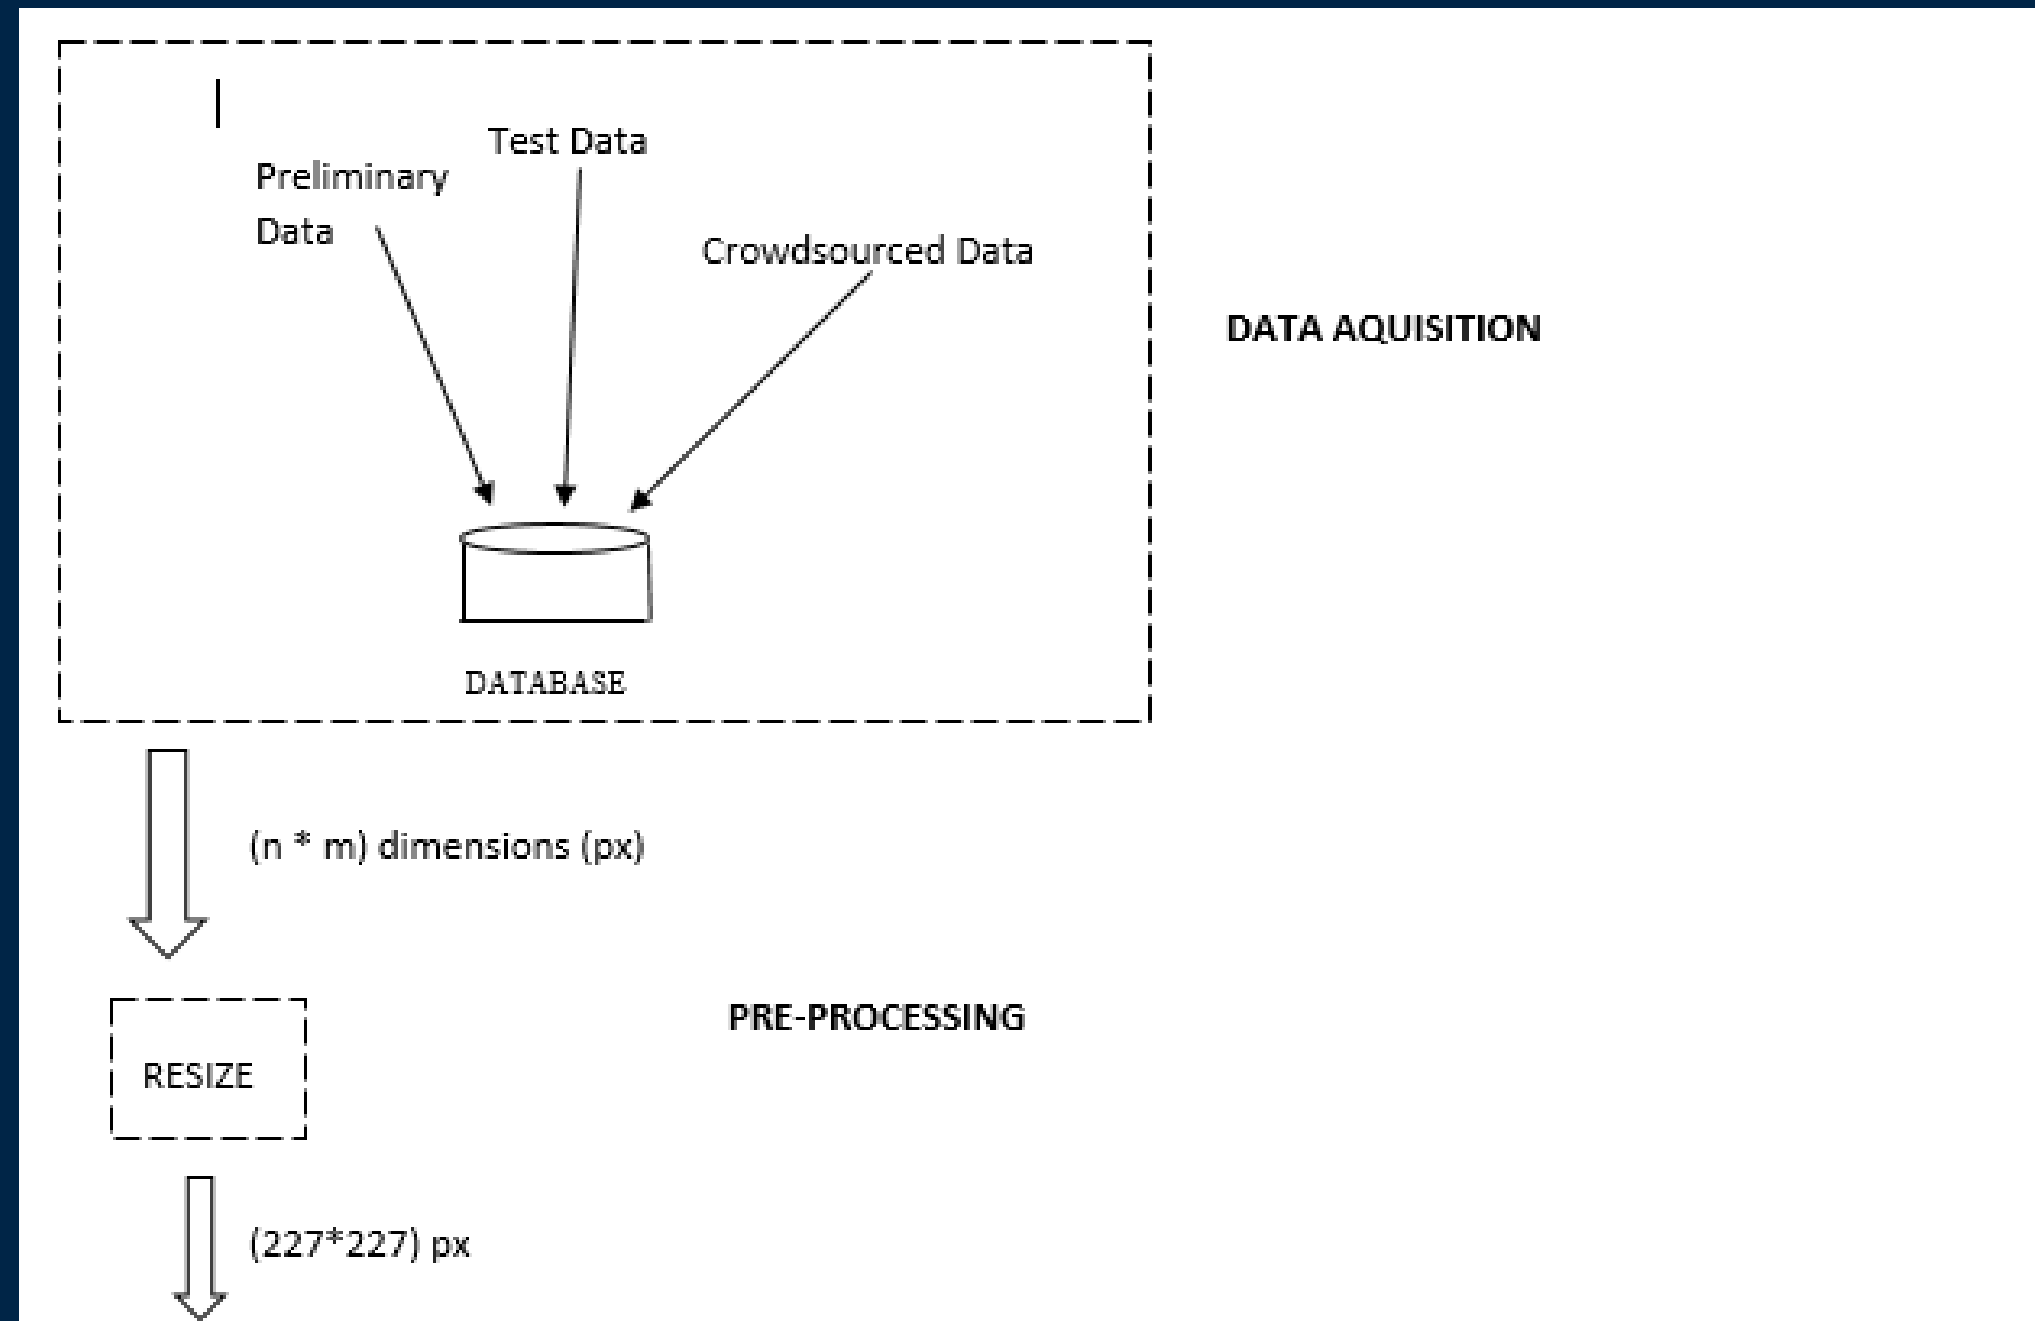 Test Data
Preliminary
Data
Crowdsourced Data
DATA AQUISITION
DATABASE
(n * m) dimensions (px)
PRE-PROCESSING
RESIZE
(227*227) px